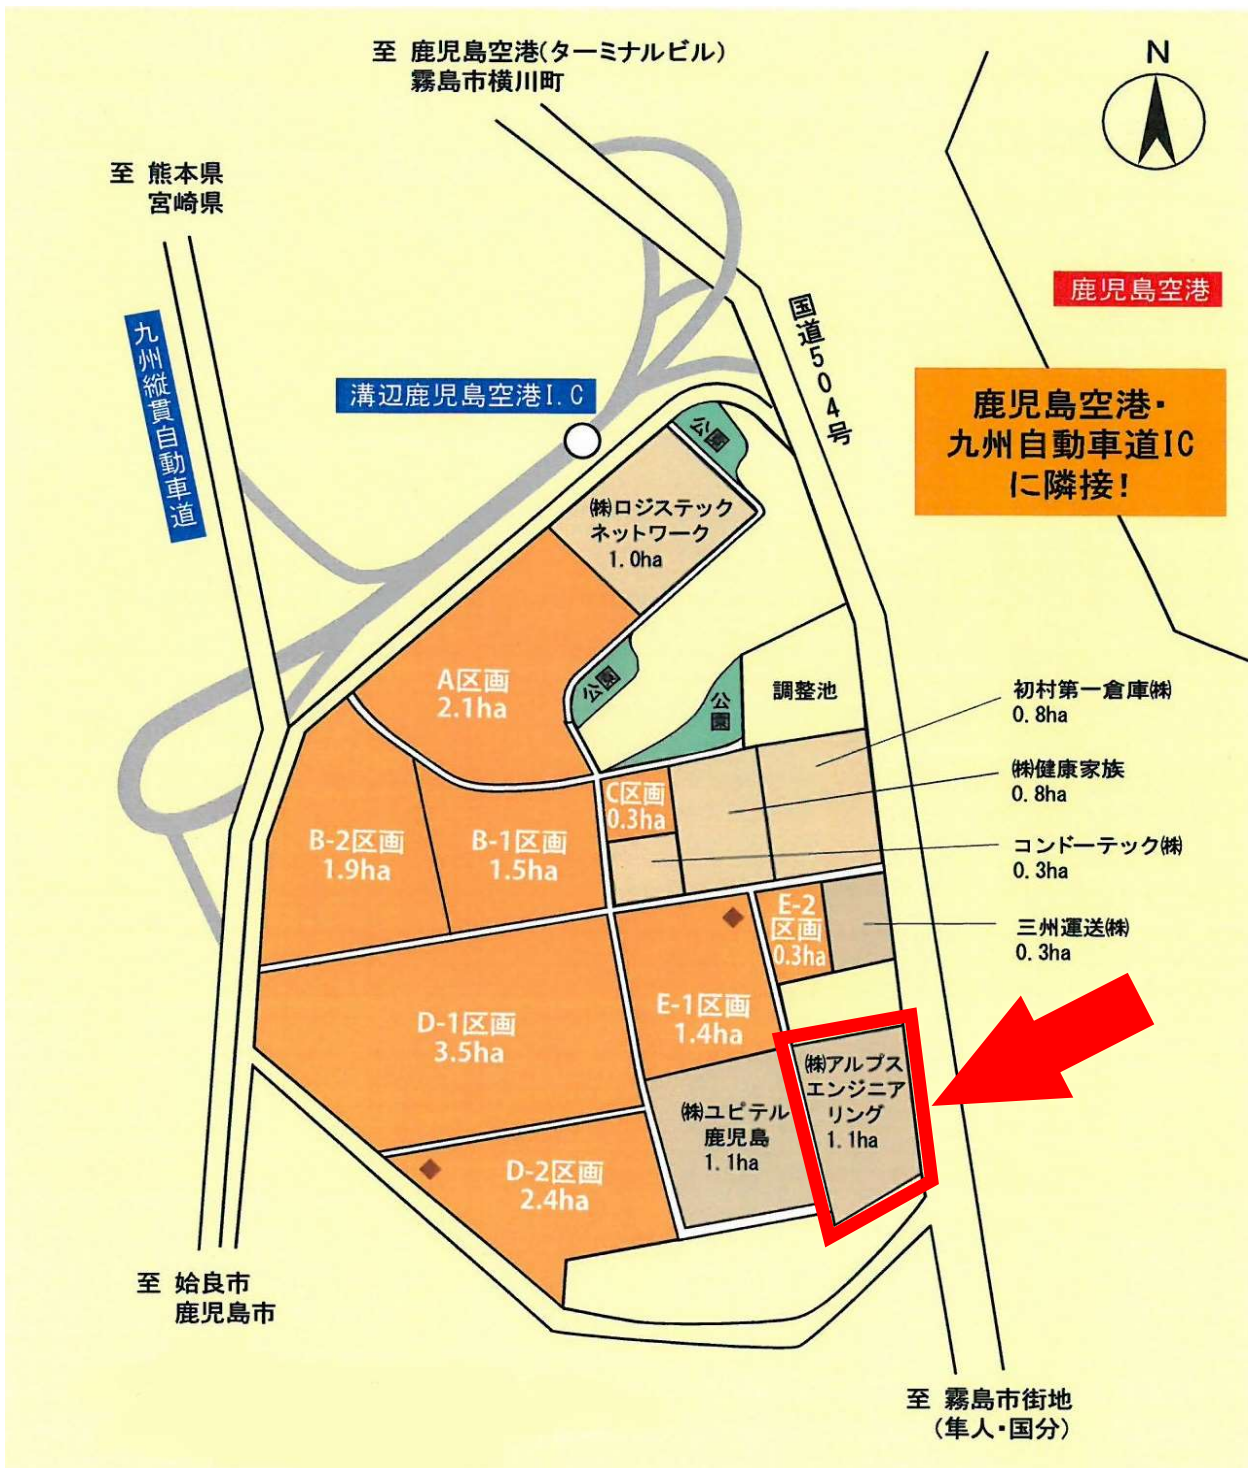 至 鹿児島空港(ターミナルビル)
霧島市横川町
N
至 熊本県
宮崎県
鹿児島空港
九州縦貫自動車道
溝辺鹿児島空港I.C
国道504号
鹿児島空港・
九州自動車道IC
に隣接!
公園
㈱ロジステック
ネットワーク
1.0ha
A区画
2.1ha
公園
公園
調整池
初村第一倉庫㈱
0.8ha
㈱健康家族
0.8ha
C区画
0.3ha
B-2区画
1.9ha
B-1区画
1.5ha
コンドーテック㈱
0.3ha
E-2
区画
0.3ha
三州運送㈱
0.3ha
D-1区画
3.5ha
E-1区画
1.4ha
㈱アルプス
エンジニア
リング
1.1ha
㈱ユピテル
鹿児島
1.1ha
D-2区画
2.4ha
至 姶良市
鹿児島市
至 霧島市街地
(隼人・国分)